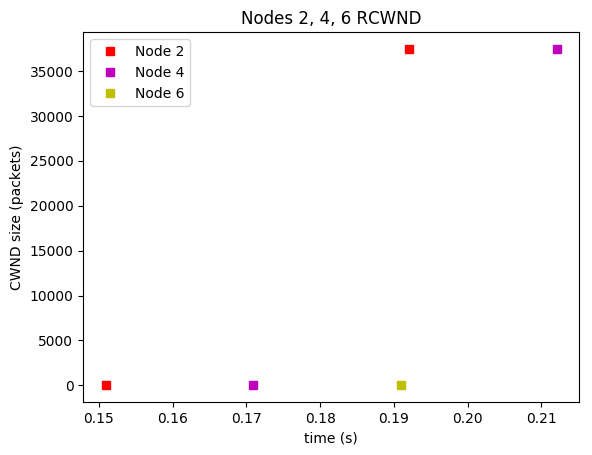 Nodes 2, 4, 6 RCWND
Node 2
Node 4
Node 6
CWND size (packets)
35000
30000
25000
20000
15000
10000
5000
0
0.15 0.16 0.17 0.18 0.19 0.20 0.21
time (s)